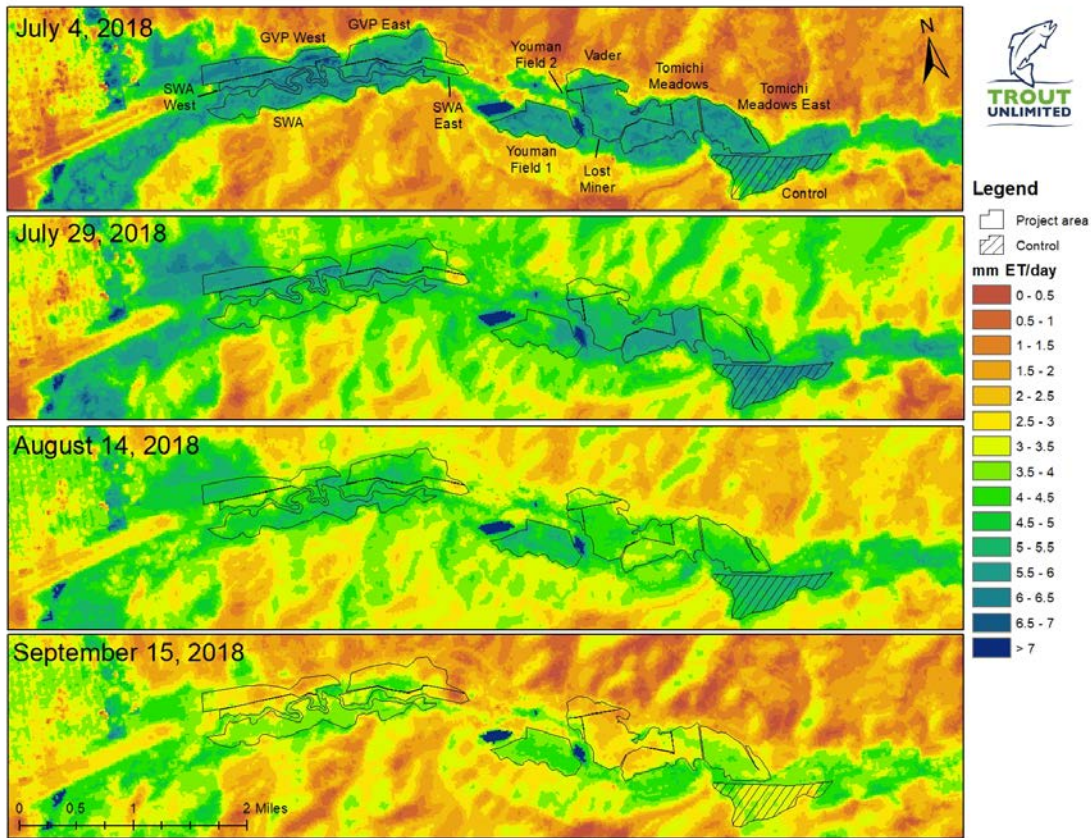 July 4, 2018
GVP West
GVP East
Youman
Field 2
Vader
Tomichi
Meadows
Tomichi
Meadows East
SWA
West
SWA
SWA
East
Youman
Field 1
Lost
Miner
Control
N
TROUT
UNLIMITED
July 29, 2018
August 14, 2018
September 15, 2018
0 0.5 1 2 Miles
Legend
Project area
Control
mm ET/day
0 - 0.5
0.5 - 1
1 - 1.5
1.5 - 2
2 - 2.5
2.5 - 3
3 - 3.5
3.5 - 4
4 - 4.5
4.5 - 5
5 - 5.5
5.5 - 6
6 - 6.5
6.5 - 7
> 7